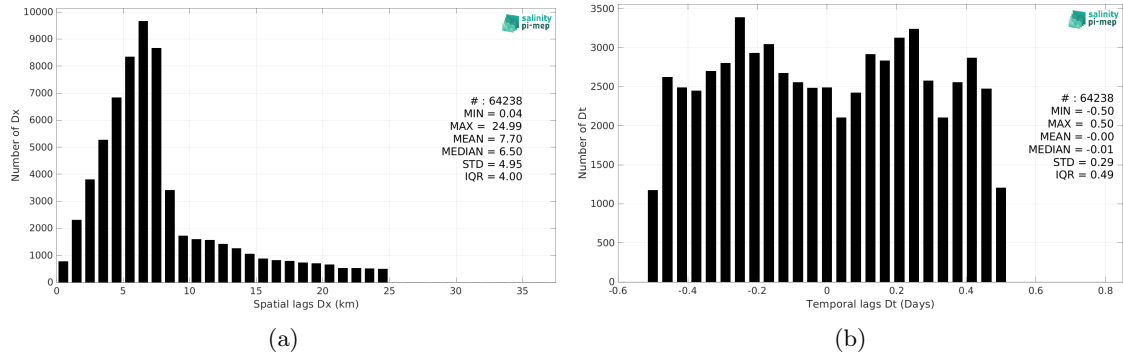 10000
9000
8000
7000
6000
5000
4000
3000
2000
1000
0
Number of Dx
0 5 10 15 20 25 30 35
Spatial lags Dx (km)
salinity
pi-mep
# : 64238
MIN = 0.04
MAX = 24.99
MEAN = 7.70
MEDIAN = 6.50
STD = 4.95
IQR = 4.00
(a)
3500
3000
2500
2000
1500
1000
500
0
Number of Dt
-0.6 -0.4 -0.2 0 0.2 0.4 0.6 0.8
Temporal lags Dt (Days)
salinity
pi-mep
# : 64238
MIN = -0.50
MAX = 0.50
MEAN = -0.00
MEDIAN = -0.01
STD = 0.29
IQR = 0.49
(b)